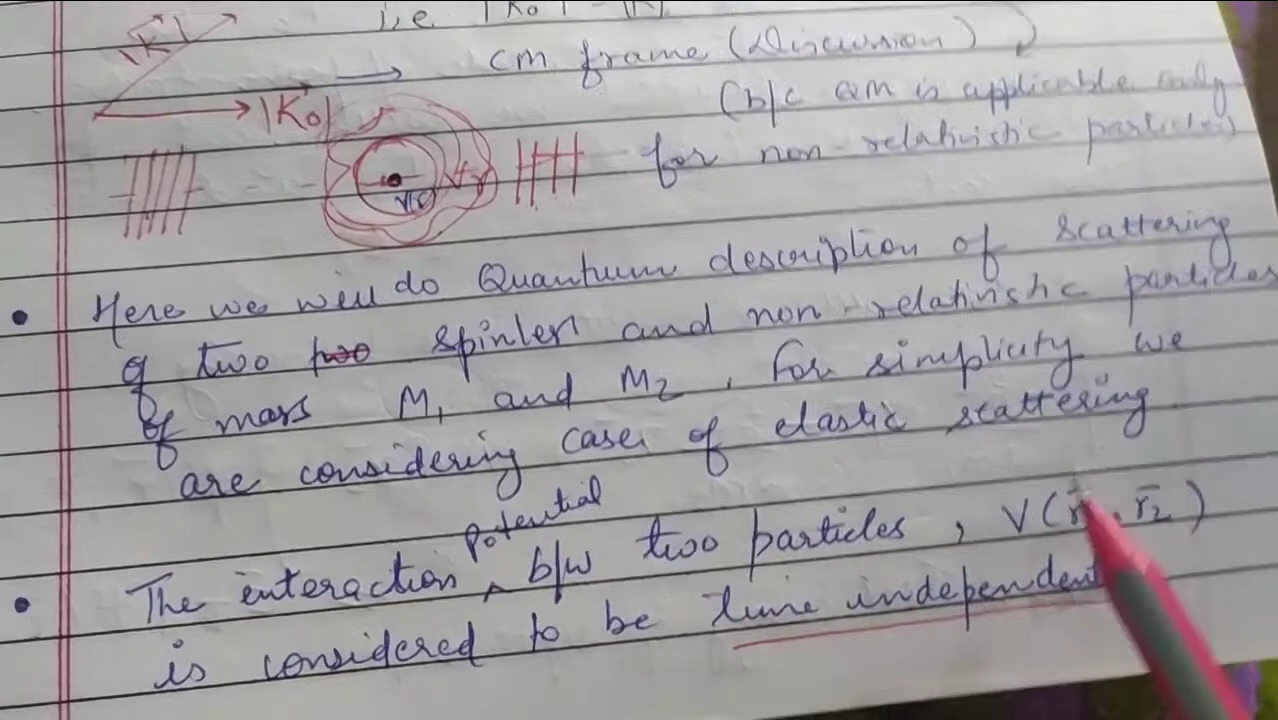 i.e |K₀| = |K|
|K|
CM frame (Discussion)
|K₀|
(b/c QM is applicable only
for non-relativistic particles)
V(r)
• Here we will do Quantum description of scattering
of two spinless and non-relativistic particles
of mass M₁ and M₂, for simplicity we
are considering case of elastic scattering
potential
• The interaction ^ b/w two particles, V(r̄₁, r̄₂)
is considered to be time independent